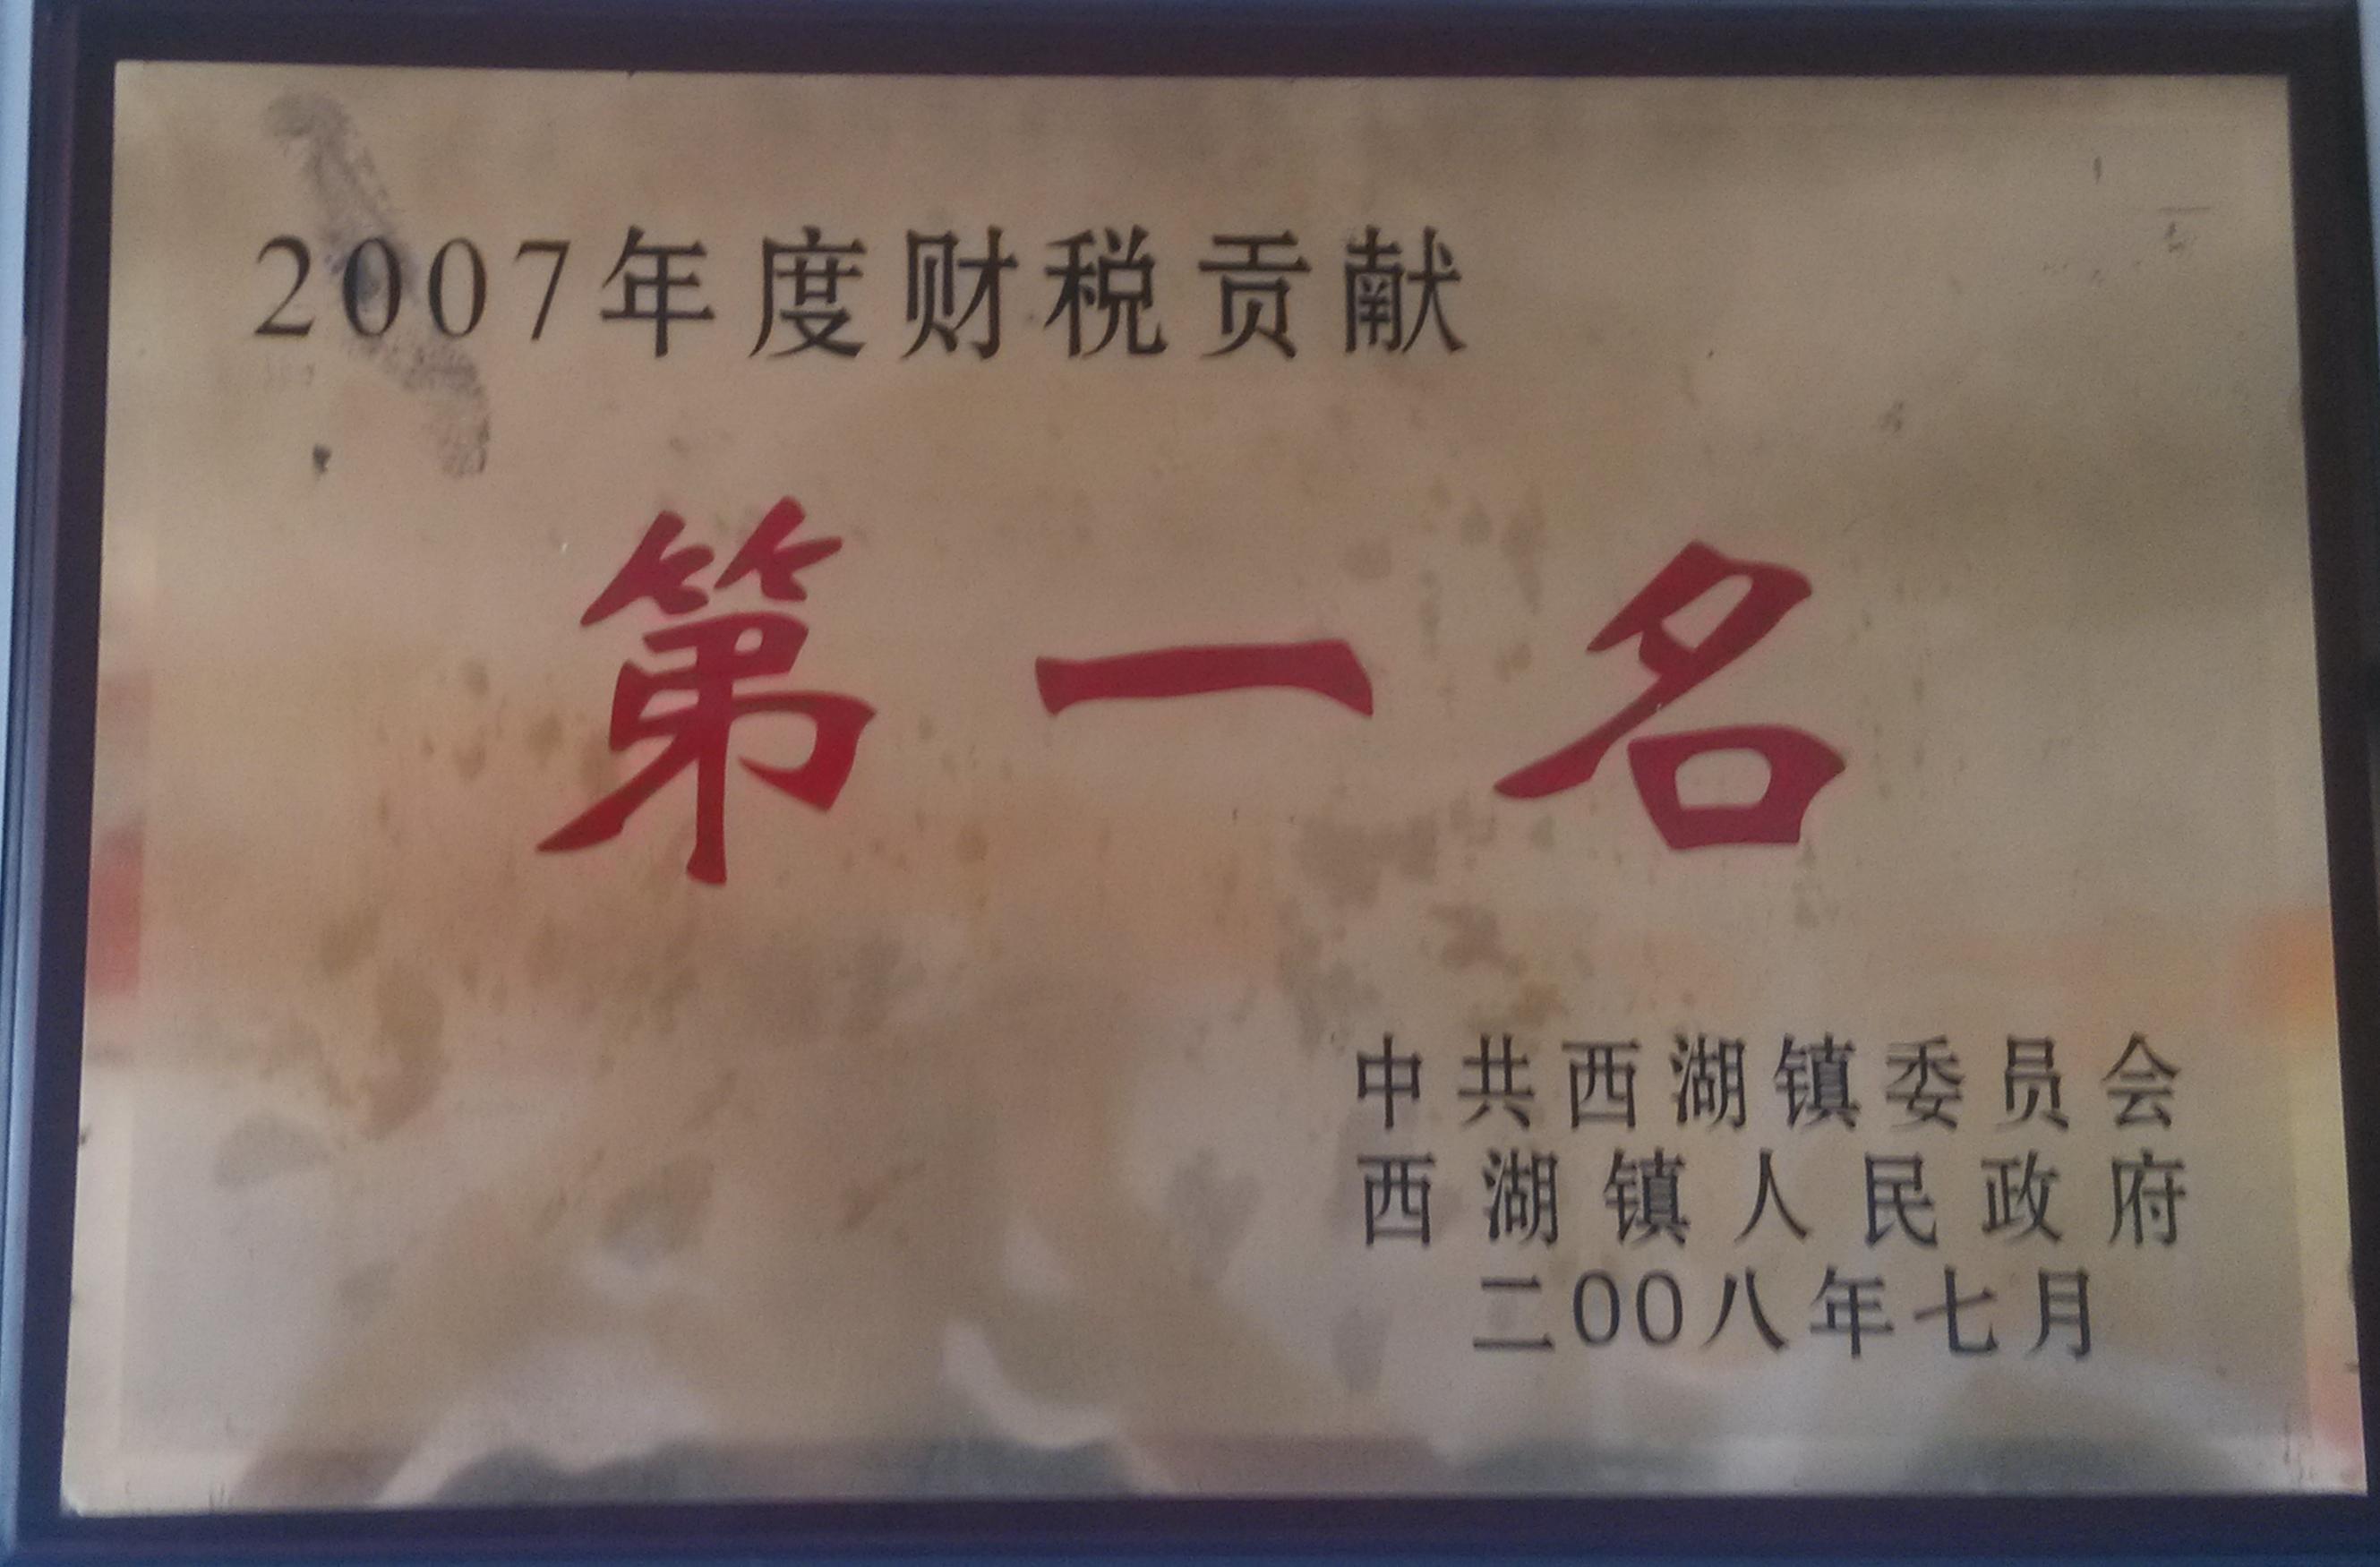 2007年度财税贡献
第一名
中共西湖镇委员会
西湖镇人民政府
二00八年七月